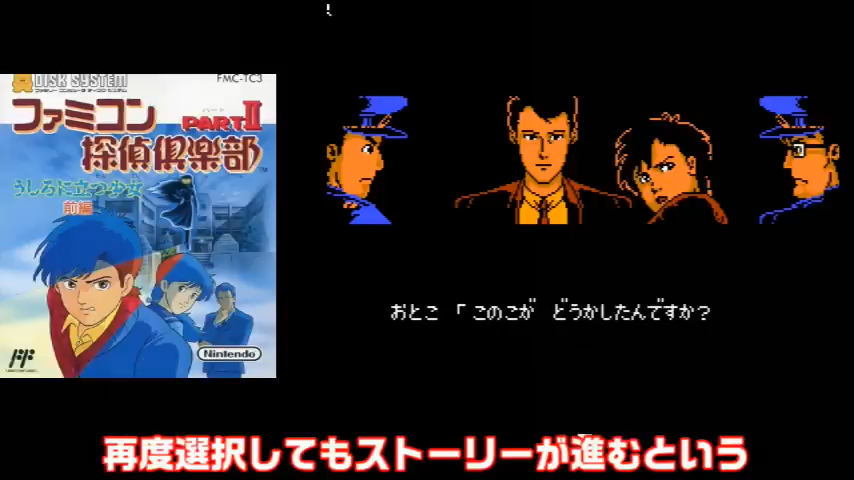 DISK SYSTEM
FMC-TC3
ファミコン
PART II
探偵倶楽部
うしろに立つ少女
前編
Nintendo
おとこ 「このこが どうかしたんですか?
再度選択してもストーリーが進むという